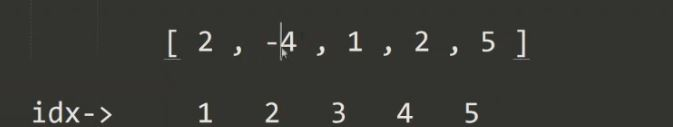 [ 2 , -4 , 1 , 2 , 5 ]
idx-> 1 2 3 4 5